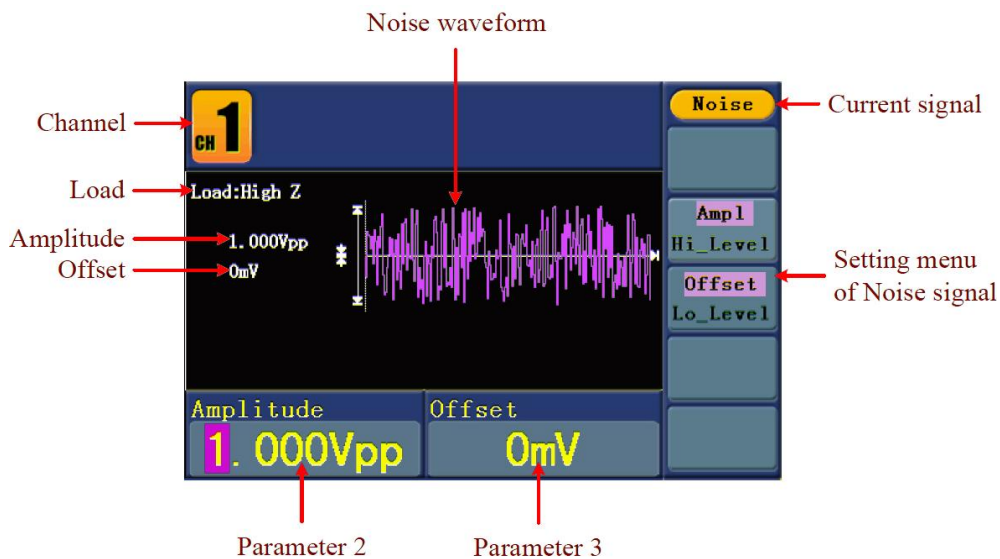 Noise waveform
Channel
CH 1
Noise
Current signal
Load
Load:High Z
Amplitude
1.000Vpp
Offset
0mV
Ampl
Hi_Level
Offset
Lo_Level
Setting menu
of Noise signal
Amplitude
Offset
1.000Vpp
0mV
Parameter 2
Parameter 3